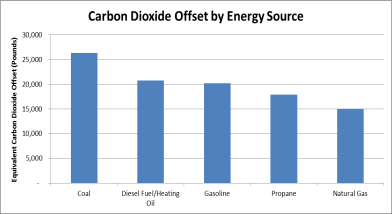 Carbon Dioxide Offset by Energy Source
Equivalent Carbon Dioxide Offset (Pounds)
30,000
25,000
20,000
15,000
10,000
5,000
-
Coal
Diesel Fuel/Heating
Oil
Gasoline
Propane
Natural Gas